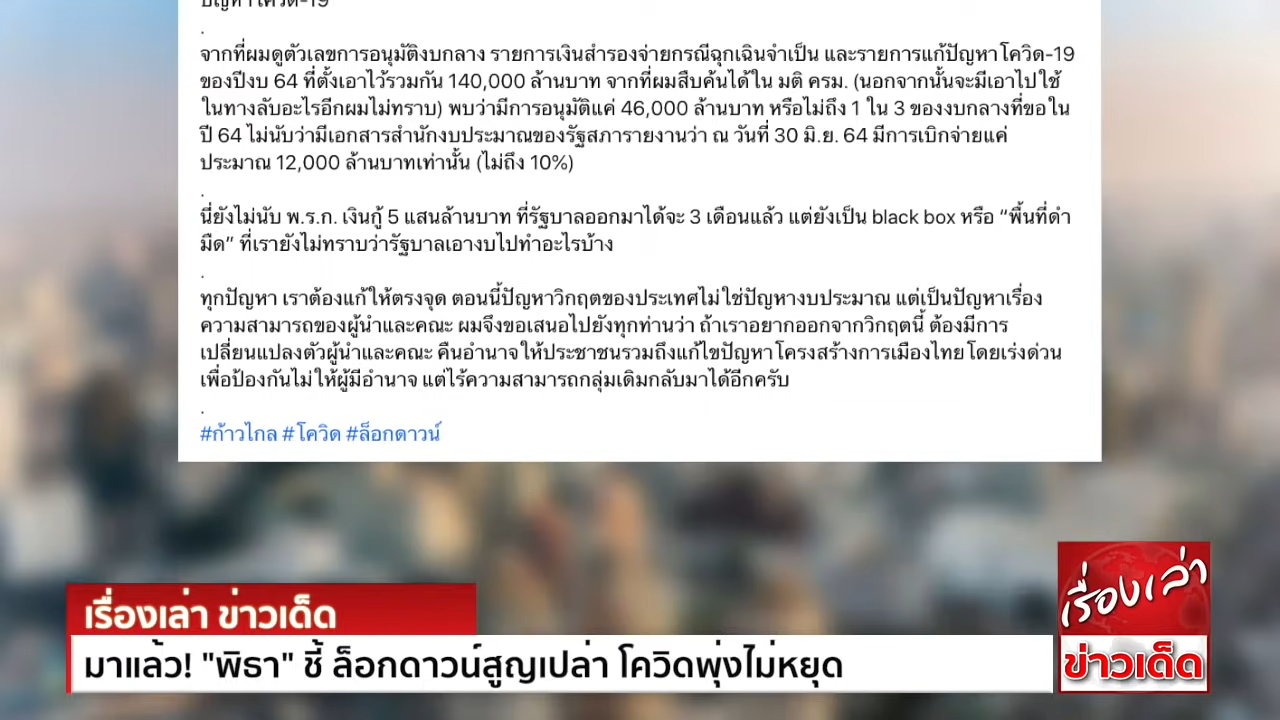 ปัญหาโควิด-19
.
จากที่ผมดูตัวเลขการอนุมัติงบกลาง รายการเงินสำรองจ่ายกรณีฉุกเฉินจำเป็น และรายการแก้ปัญหาโควิด-19
ของปีงบ 64 ที่ตั้งเอาไว้รวมกัน 140,000 ล้านบาท จากที่ผมสืบค้นได้ใน มติ ครม. (นอกจากนั้นจะมีเอาไปใช้
ในทางลับอะไรอีกผมไม่ทราบ) พบว่ามีการอนุมัติแค่ 46,000 ล้านบาท หรือไม่ถึง 1 ใน 3 ของงบกลางที่ขอใน
ปี 64 ไม่นับว่ามีเอกสารสำนักงบประมาณของรัฐสภารายงานว่า ณ วันที่ 30 มิ.ย. 64 มีการเบิกจ่ายแค่
ประมาณ 12,000 ล้านบาทเท่านั้น (ไม่ถึง 10%)
.
นี่ยังไม่นับ พ.ร.ก. เงินกู้ 5 แสนล้านบาท ที่รัฐบาลออกมาได้จะ 3 เดือนแล้ว แต่ยังเป็น black box หรือ “พื้นที่ดำ
มืด” ที่เรายังไม่ทราบว่ารัฐบาลเอางบไปทำอะไรบ้าง
.
ทุกปัญหา เราต้องแก้ให้ตรงจุด ตอนนี้ปัญหาวิกฤตของประเทศไม่ใช่ปัญหางบประมาณ แต่เป็นปัญหาเรื่อง
ความสามารถของผู้นำและคณะ ผมจึงขอเสนอไปยังทุกท่านว่า ถ้าเราอยากออกจากวิกฤตนี้ ต้องมีการ
เปลี่ยนแปลงตัวผู้นำและคณะ คืนอำนาจให้ประชาชนรวมถึงแก้ไขปัญหาโครงสร้างการเมืองไทยโดยเร่งด่วน
เพื่อป้องกันไม่ให้ผู้มีอำนาจ แต่ไร้ความสามารถกลุ่มเดิมกลับมาได้อีกครับ
.
#ก้าวไกล #โควิด #ล็อกดาวน์
เรื่องเล่า ข่าวเด็ด
มาแล้ว! "พิธา" ชี้ ล็อกดาวน์สูญเปล่า โควิดพุ่งไม่หยุด
เรื่องเล่า
ข่าวเด็ด